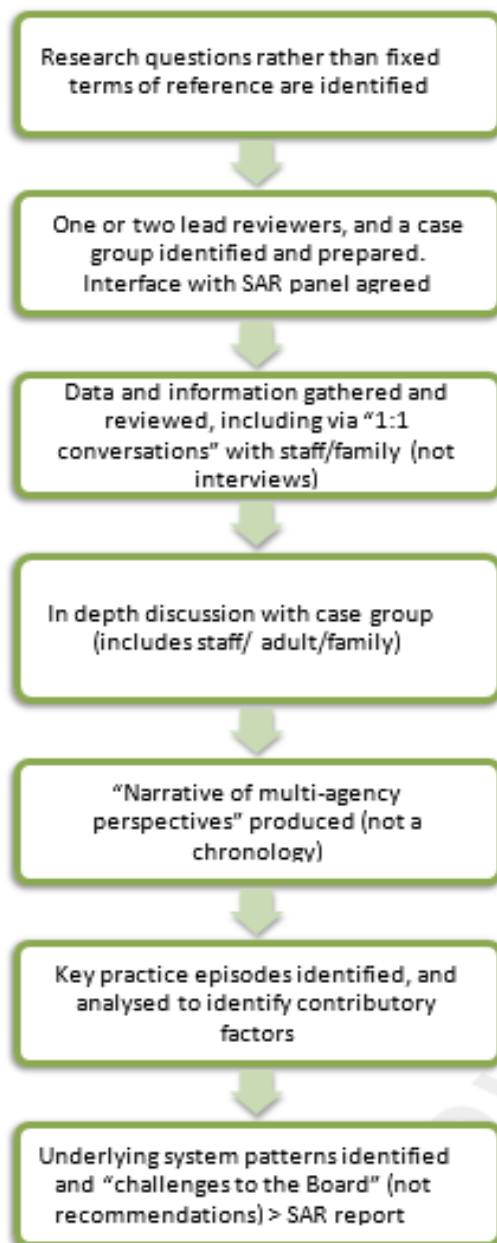 Research questions rather than fixed
terms of reference are identified
One or two lead reviewers, and a case
group identified and prepared.
Interface with SAR panel agreed
Data and information gathered and
reviewed, including via “1:1
conversations” with staff/family (not
interviews)
In depth discussion with case group
(includes staff/ adult/family)
“Narrative of multi-agency
perspectives” produced (not a
chronology)
Key practice episodes identified, and
analysed to identify contributory
factors
Underlying system patterns identified
and “challenges to the Board” (not
recommendations) > SAR report